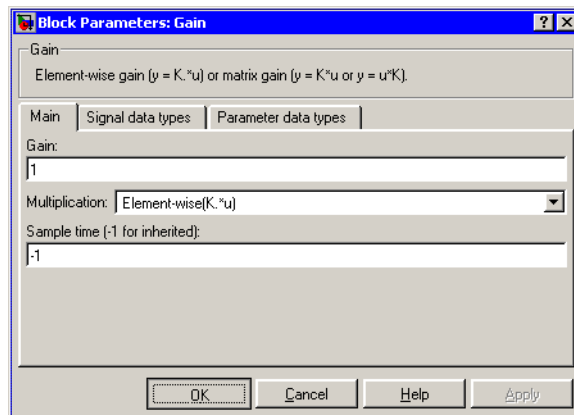 Block Parameters: Gain
Gain
Element-wise gain (y = K.*u) or matrix gain (y = K*u or y = u*K).
Main Signal data types Parameter data types
Gain:
1
Multiplication: Element-wise(K.*u)
Sample time (-1 for inherited):
-1
OK Cancel Help Apply